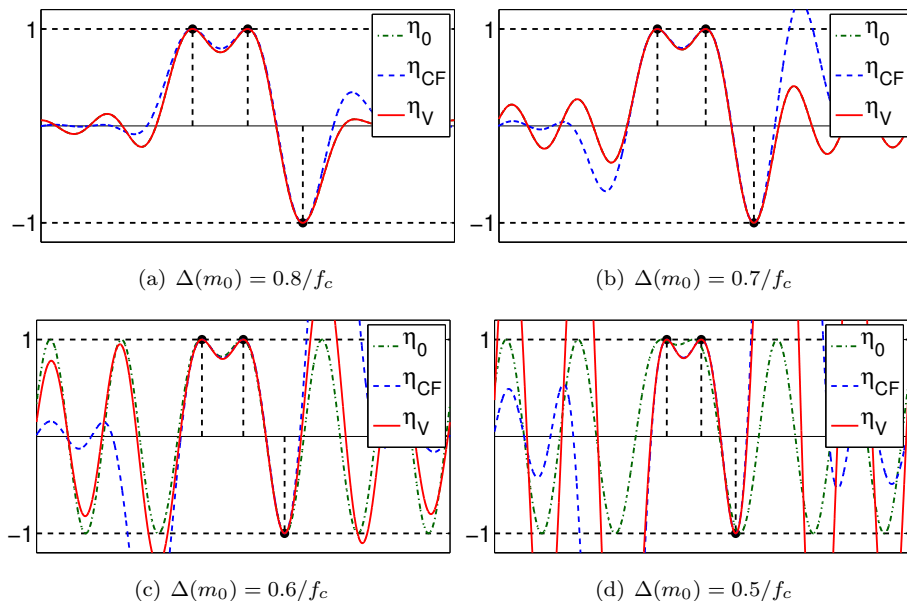 1
−1
η0
ηCF
ηV
1
−1
η0
ηCF
ηV
(a) Δ(m0) = 0.8/fc
(b) Δ(m0) = 0.7/fc
1
−1
η0
ηCF
ηV
1
−1
η0
ηCF
ηV
(c) Δ(m0) = 0.6/fc
(d) Δ(m0) = 0.5/fc